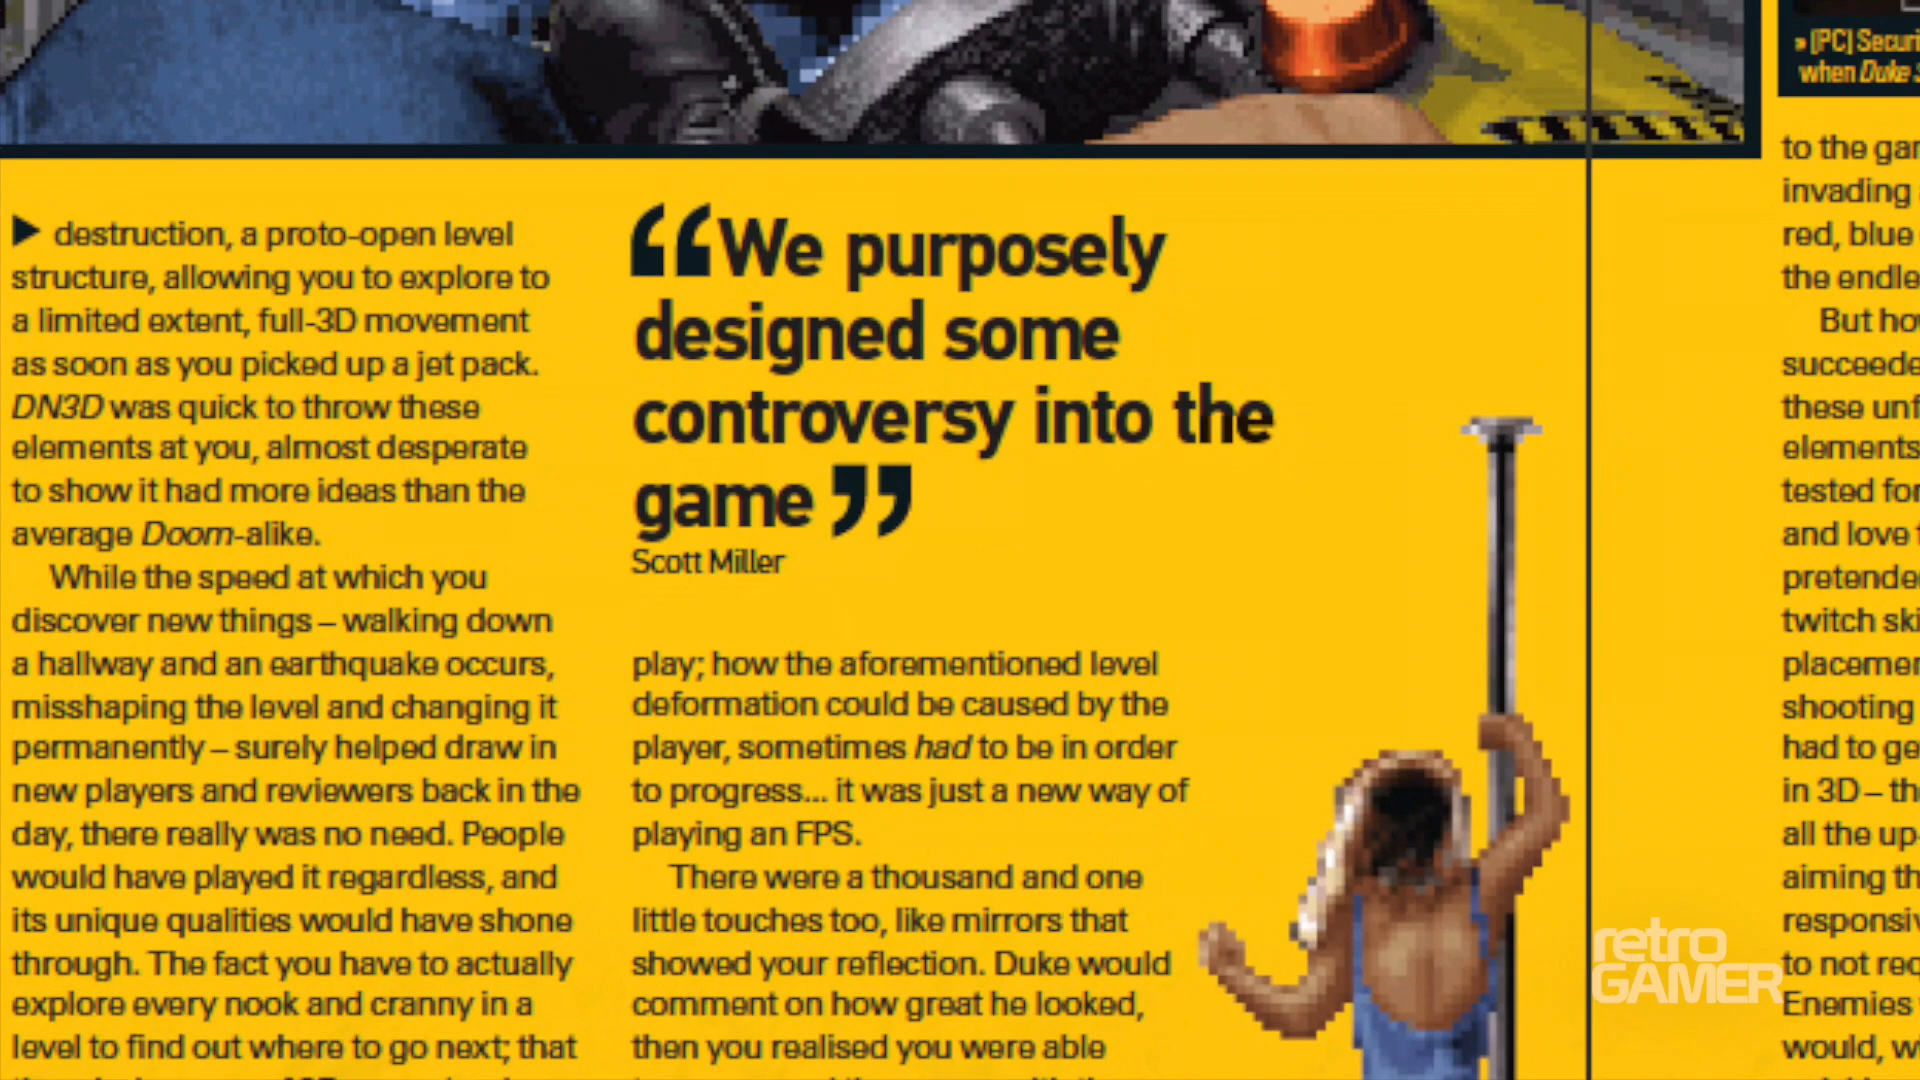 » [PC] Securi
when Duke
▶ destruction, a proto-open level
structure, allowing you to explore to
a limited extent, full-3D movement
as soon as you picked up a jet pack.
DN3D was quick to throw these
elements at you, almost desperate
to show it had more ideas than the
average Doom-alike.
While the speed at which you
discover new things – walking down
a hallway and an earthquake occurs,
misshaping the level and changing it
permanently – surely helped draw in
new players and reviewers back in the
day, there really was no need. People
would have played it regardless, and
its unique qualities would have shone
through. The fact you have to actually
explore every nook and cranny in a
level to find out where to go next; that
“We purposely
designed some
controversy into the
game”
Scott Miller
play; how the aforementioned level
deformation could be caused by the
player, sometimes had to be in order
to progress... it was just a new way of
playing an FPS.
There were a thousand and one
little touches too, like mirrors that
showed your reflection. Duke would
comment on how great he looked,
then you realised you were able
to the gam
invading
red, blue
the endle
But how
succeede
these unf
elements
tested for
and love
pretende
twitch ski
placemen
shooting
had to ge
in 3D – th
all the up-
aiming th
responsiv
to not rec
Enemies
would, w
retro
GAMER